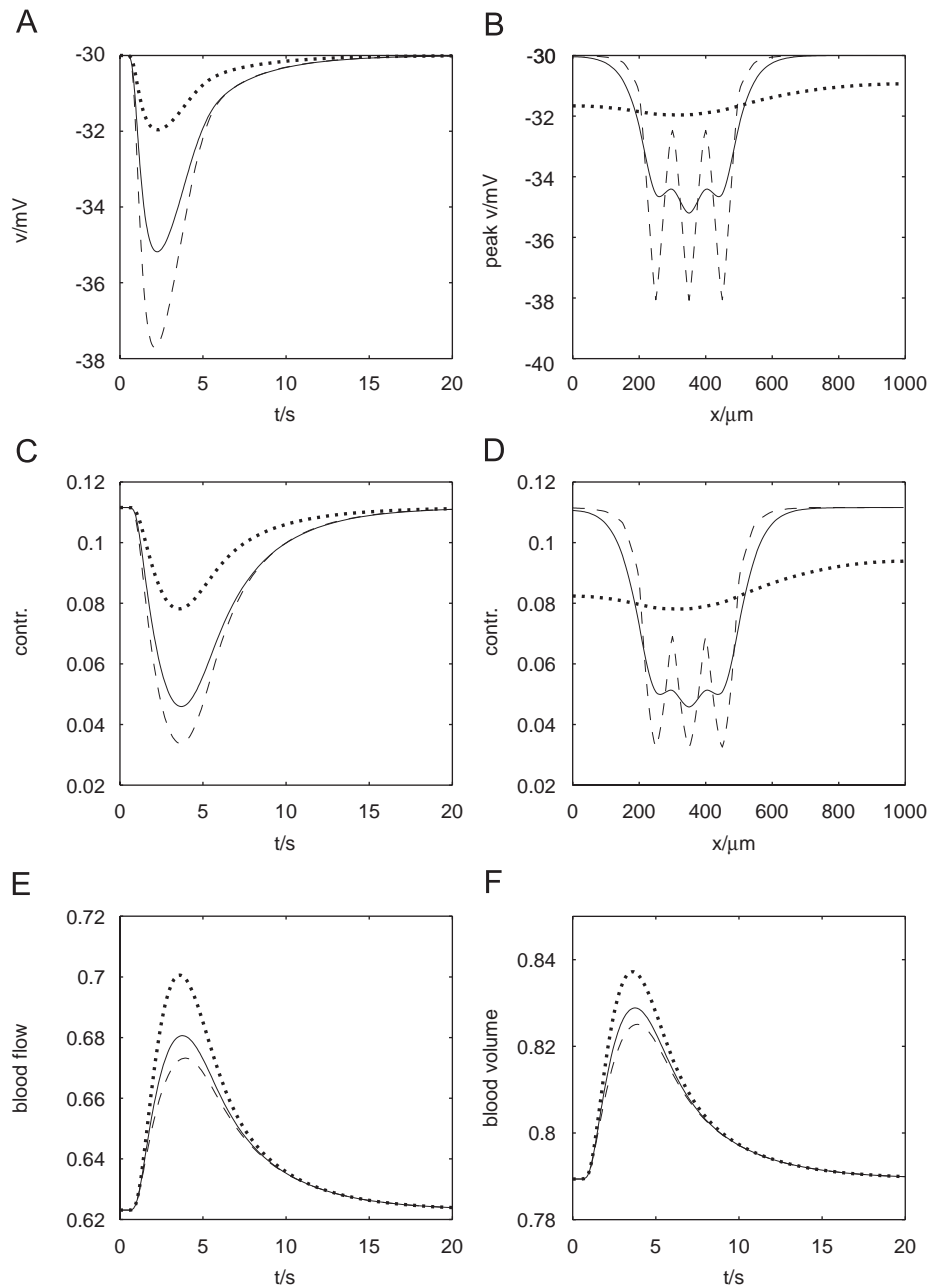 A
-30
-32
-34
-36
-38
v/mV
0 5 10 15 20
t/s
B
-30
-32
-34
-36
-38
-40
peak v/mV
0 200 400 600 800 1000
x/μm
C
0.12
0.1
0.08
0.06
0.04
0.02
contr.
0 5 10 15 20
t/s
D
0.12
0.1
0.08
0.06
0.04
0.02
contr.
0 200 400 600 800 1000
x/μm
E
0.72
0.7
0.68
0.66
0.64
0.62
blood flow
0 5 10 15 20
t/s
F
0.84
0.82
0.8
0.78
blood volume
0 5 10 15 20
t/s